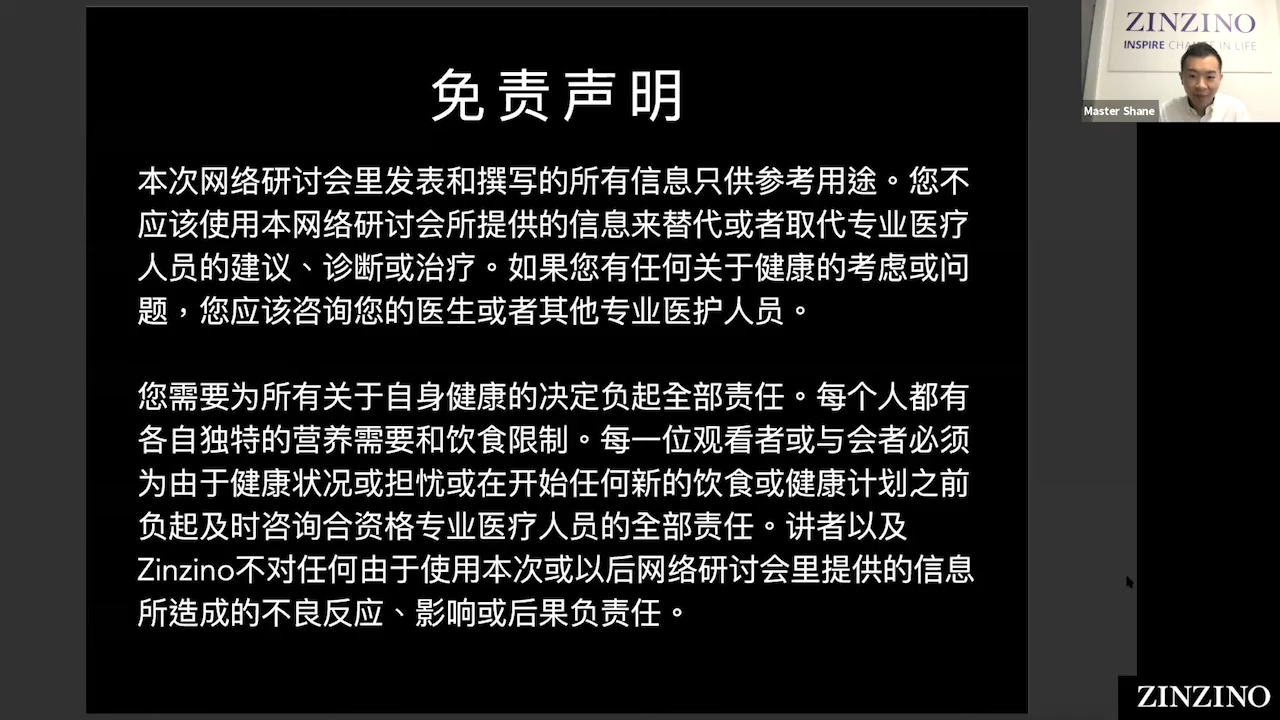 免责声明
本次网络研讨会里发表和撰写的所有信息只供参考用途。您不
应该使用本网络研讨会所提供的信息来替代或者取代专业医疗
人员的建议、诊断或治疗。如果您有任何关于健康的考虑或问
题，您应该咨询您的医生或者其他专业医护人员。
您需要为所有关于自身健康的决定负起全部责任。每个人都有
各自独特的营养需要和饮食限制。每一位观看者或与会者必须
为由于健康状况或担忧或在开始任何新的饮食或健康计划之前
负起及时咨询合资格专业医疗人员的全部责任。讲者以及
Zinzino不对任何由于使用本次或以后网络研讨会里提供的信息
所造成的不良反应、影响或后果负责任。
ZINZINO
INSPIRE CHANGE IN LIFE
Master Shane
ZINZINO